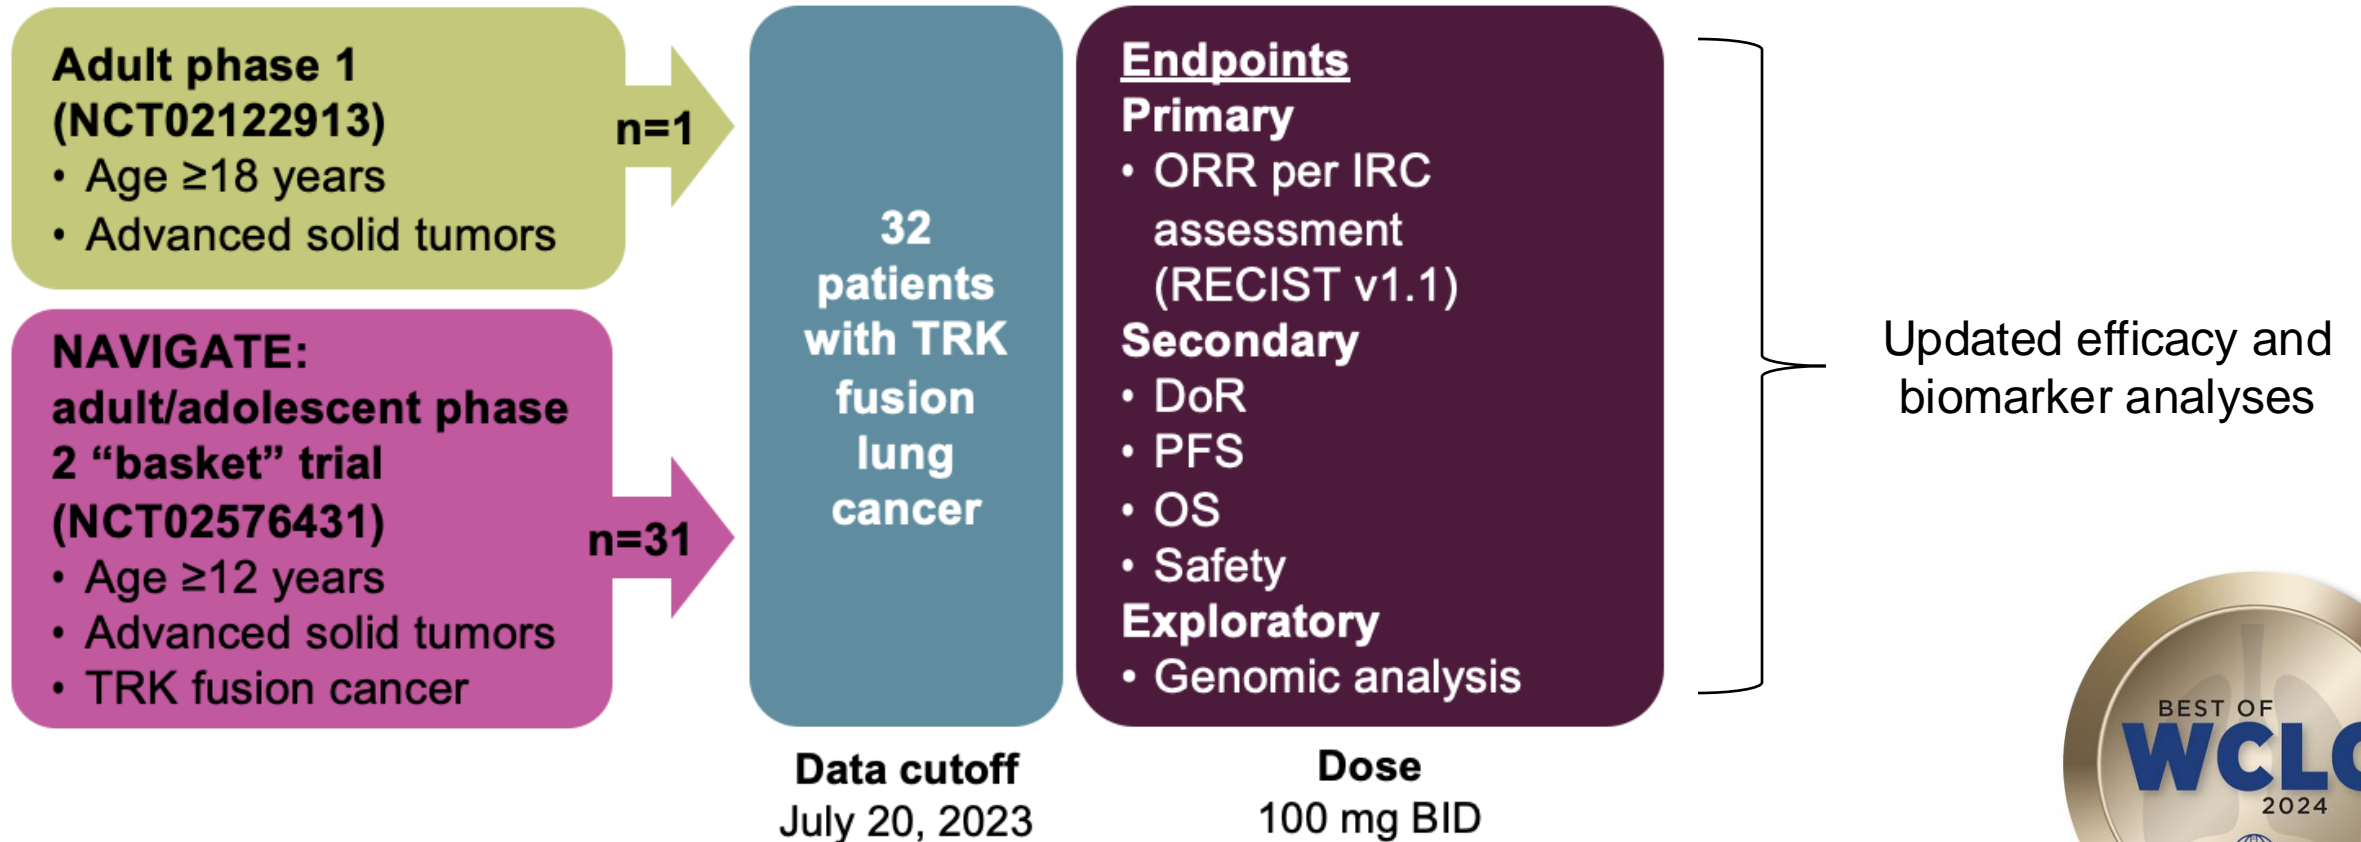 Adult phase 1
(NCT02122913)
• Age ≥18 years
• Advanced solid tumors
n=1
NAVIGATE:
adult/adolescent phase
2 “basket” trial
(NCT02576431)
• Age ≥12 years
• Advanced solid tumors
• TRK fusion cancer
n=31
32
patients
with TRK
fusion
lung
cancer
Data cutoff
July 20, 2023
Endpoints
Primary
• ORR per IRC
assessment
(RECIST v1.1)
Secondary
• DoR
• PFS
• OS
• Safety
Exploratory
• Genomic analysis
Dose
100 mg BID
Updated efficacy and
biomarker analyses
BEST OF
WCLC
2024